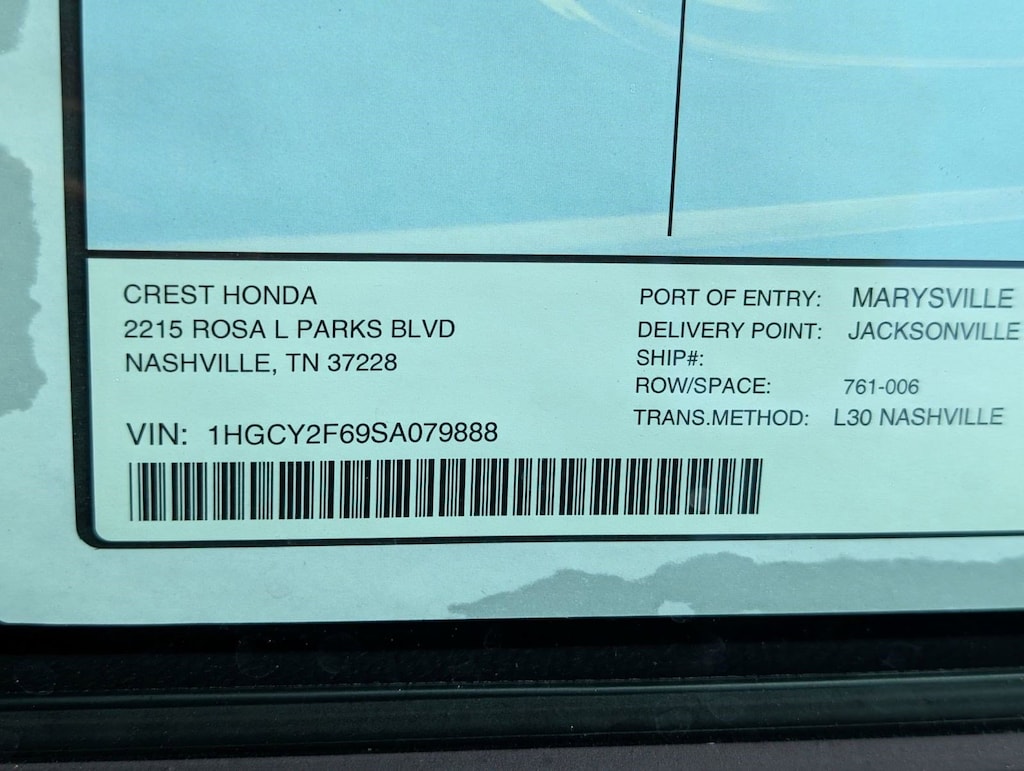 CREST HONDA
2215 ROSA L PARKS BLVD
NASHVILLE, TN 37228
VIN: 1HGCY2F69SA079888
PORT OF ENTRY: MARYSVILLE
DELIVERY POINT: JACKSONVILLE
SHIP#:
ROW/SPACE: 761-006
TRANS.METHOD: L30 NASHVILLE